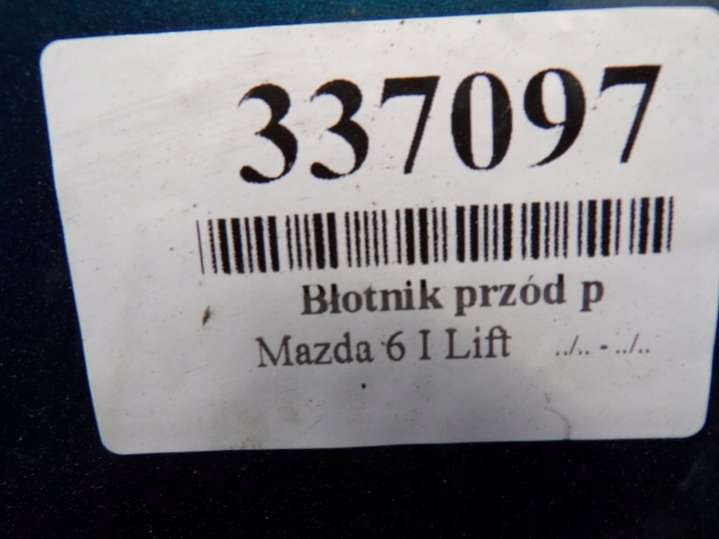 337097
Błotnik przód p
Mazda 6 I Lift ../.. - ../..